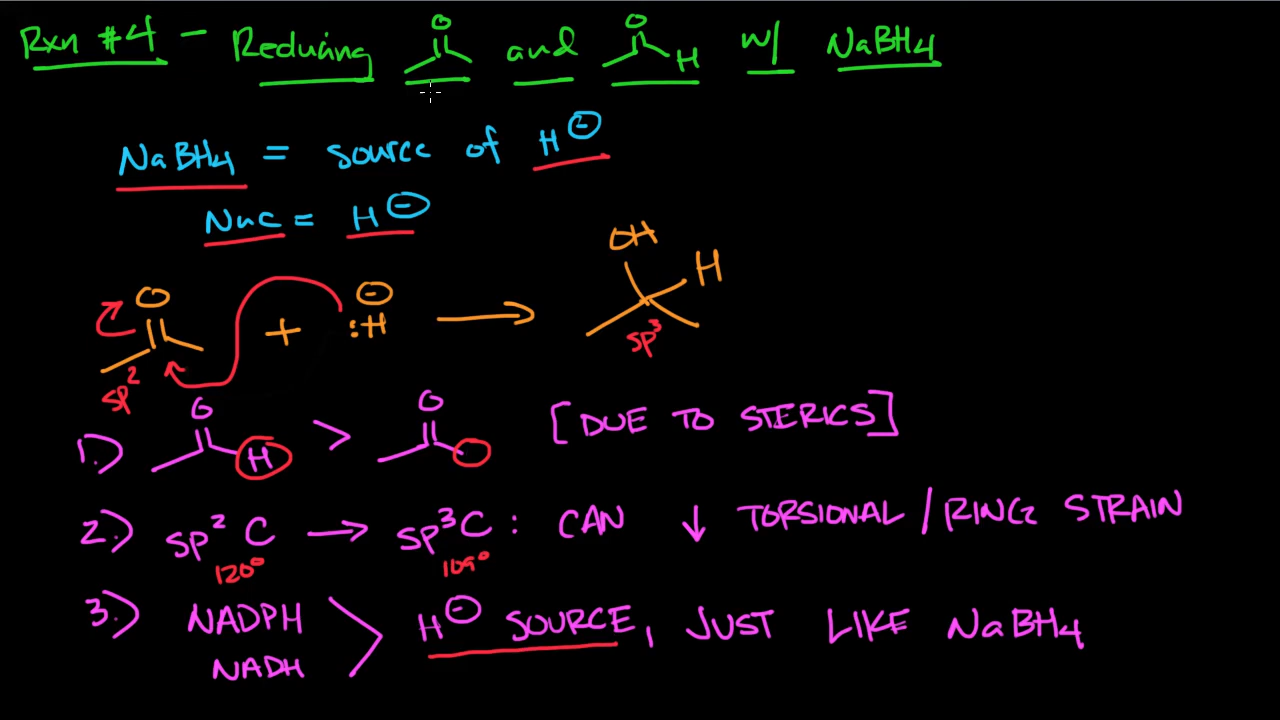 Rxn #4 - Reducing O and O H w/ NaBH4
NaBH4 = source of H⊖
Nuc = H⊖
O + :H⊖ → OH H
sp² sp³
1.) O H > O [DUE TO STERICS]
2.) sp² C → sp³ C : CAN ↓ TORSIONAL / RING STRAIN
120° 109°
3.) NADPH H⊖ SOURCE, JUST LIKE NaBH4
NADH